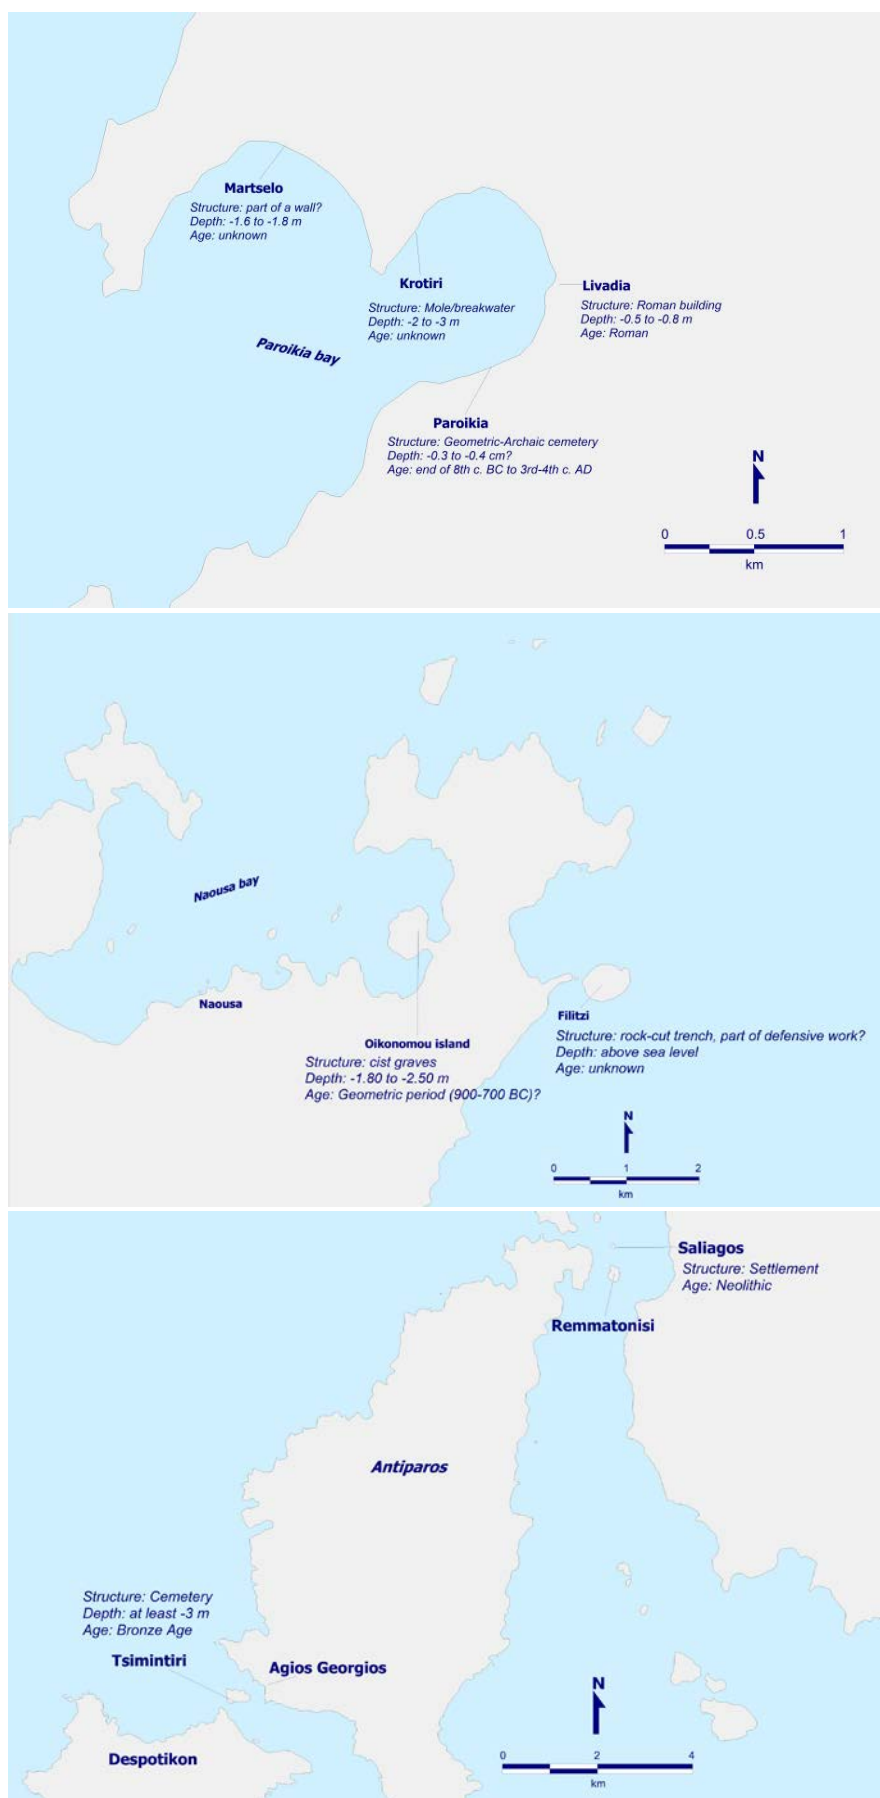 Martselo
Structure: part of a wall?
Depth: -1.6 to -1.8 m
Age: unknown
Krotiri
Structure: Mole/breakwater
Depth: -2 to -3 m
Age: unknown
Livadia
Structure: Roman building
Depth: -0.5 to -0.8 m
Age: Roman
Paroikia bay
Paroikia
Structure: Geometric-Archaic cemetery
Depth: -0.3 to -0.4 cm?
Age: end of 8th c. BC to 3rd-4th c. AD
N
0 0.5 1
km
Naousa bay
Naousa
Oikonomou island
Structure: cist graves
Depth: -1.80 to -2.50 m
Age: Geometric period (900-700 BC)?
Filitzi
Structure: rock-cut trench, part of defensive work?
Depth: above sea level
Age: unknown
N
0 1 2
km
Saliagos
Structure: Settlement
Age: Neolithic
Remmatonisi
Antiparos
Structure: Cemetery
Depth: at least -3 m
Age: Bronze Age
Tsimintiri
Agios Georgios
Despotikon
N
0 2 4
km